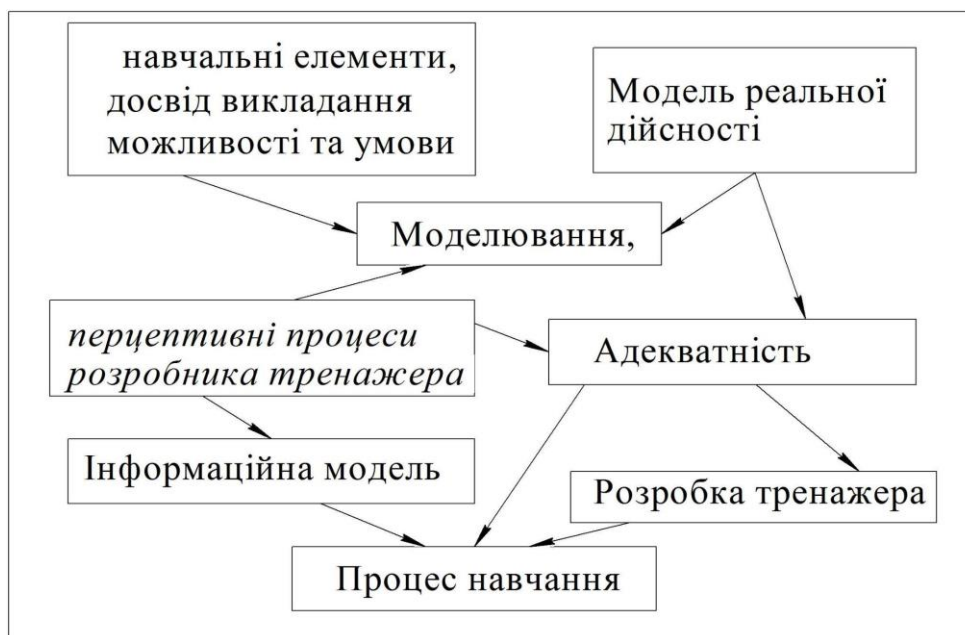 навчальні елементи,
досвід викладання
можливості та умови
Модель реальної
дійсності
Моделювання,
перцептивні процеси
розробника тренажера
Адекватність
Інформаційна модель
Розробка тренажера
Процес навчання